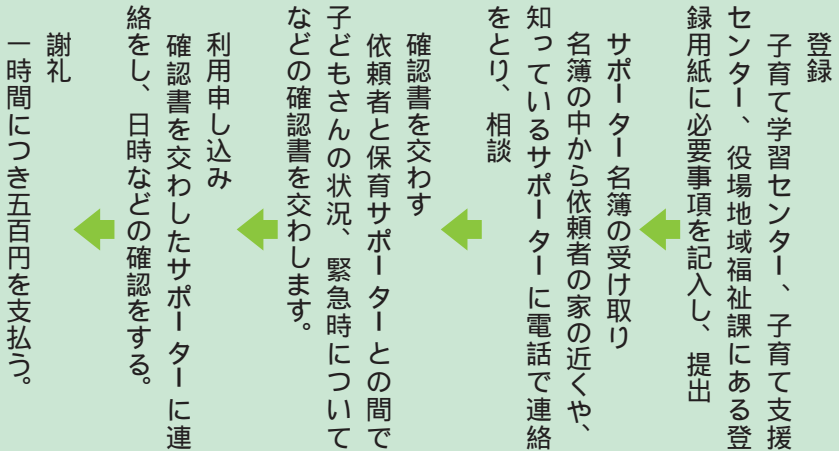 登録
子育て学習センター、子育て支援
センター、役場地域福祉課にある登
録用紙に必要事項を記入し、提出
サポーター名簿の受け取り
名簿の中から依頼者の家の近くや、
知っているサポーターに電話で連絡
をとり、相談
確認書を交わす
依頼者と保育サポーターとの間で
子どもさんの状況、緊急時について
などの確認書を交わします。
利用申し込み
確認書を交わしたサポーターに連
絡をし、日時などの確認をする。
謝礼
一時間につき五百円を支払う。